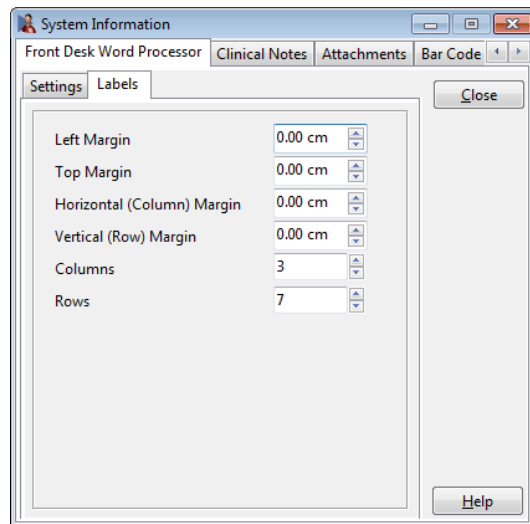 System Information
Front Desk Word Processor Clinical Notes Attachments Bar Code
Settings Labels
Close
Left Margin 0.00 cm
Top Margin 0.00 cm
Horizontal (Column) Margin 0.00 cm
Vertical (Row) Margin 0.00 cm
Columns 3
Rows 7
Help